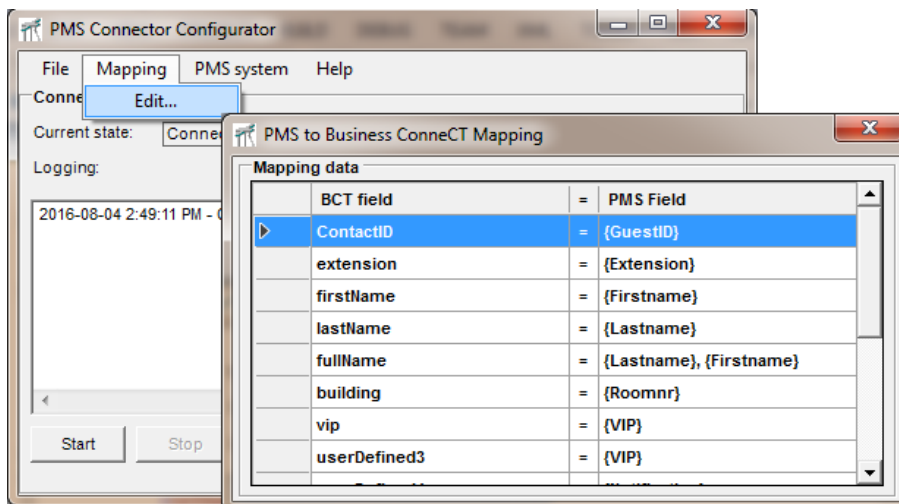 PMS Connector Configurator
File Mapping PMS system Help
Edit...
Conne
Current state: Connec
Logging:
2016-08-04 2:49:11 PM - C
Start Stop
PMS to Business ConneCT Mapping
Mapping data
BCT field = PMS Field
ContactID = {GuestID}
extension = {Extension}
firstName = {Firstname}
lastName = {Lastname}
fullName = {Lastname}, {Firstname}
building = {Roomnr}
vip = {VIP}
userDefined3 = {VIP}